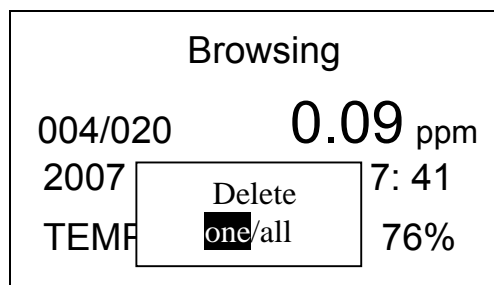 Browsing
004/020 0.09 ppm
2007 7: 41
Delete
one/all
TEMP 76%